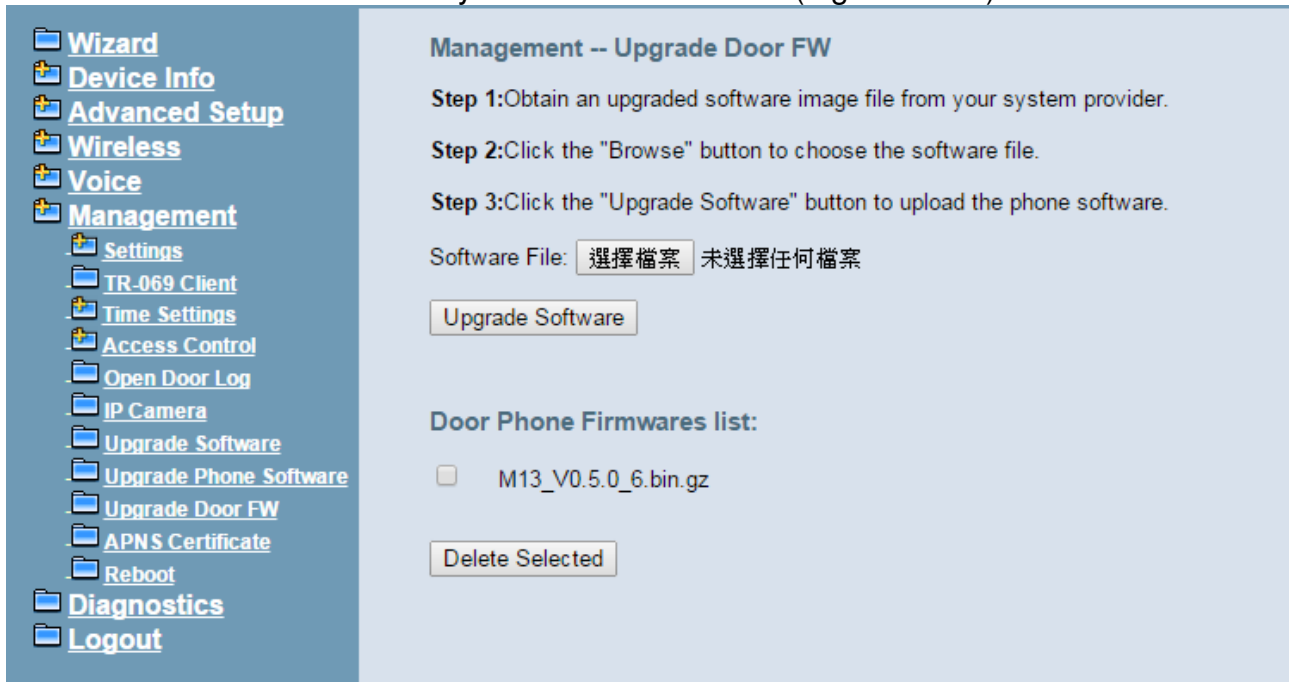 Wizard
Device Info
Advanced Setup
Wireless
Voice
Management
Settings
TR-069 Client
Time Settings
Access Control
Open Door Log
IP Camera
Upgrade Software
Upgrade Phone Software
Upgrade Door FW
APNS Certificate
Reboot
Diagnostics
Logout
Management -- Upgrade Door FW
Step 1:Obtain an upgraded software image file from your system provider.
Step 2:Click the "Browse" button to choose the software file.
Step 3:Click the "Upgrade Software" button to upload the phone software.
Software File: 選擇檔案 未選擇任何檔案
Upgrade Software
Door Phone Firmwares list:
M13_V0.5.0_6.bin.gz
Delete Selected